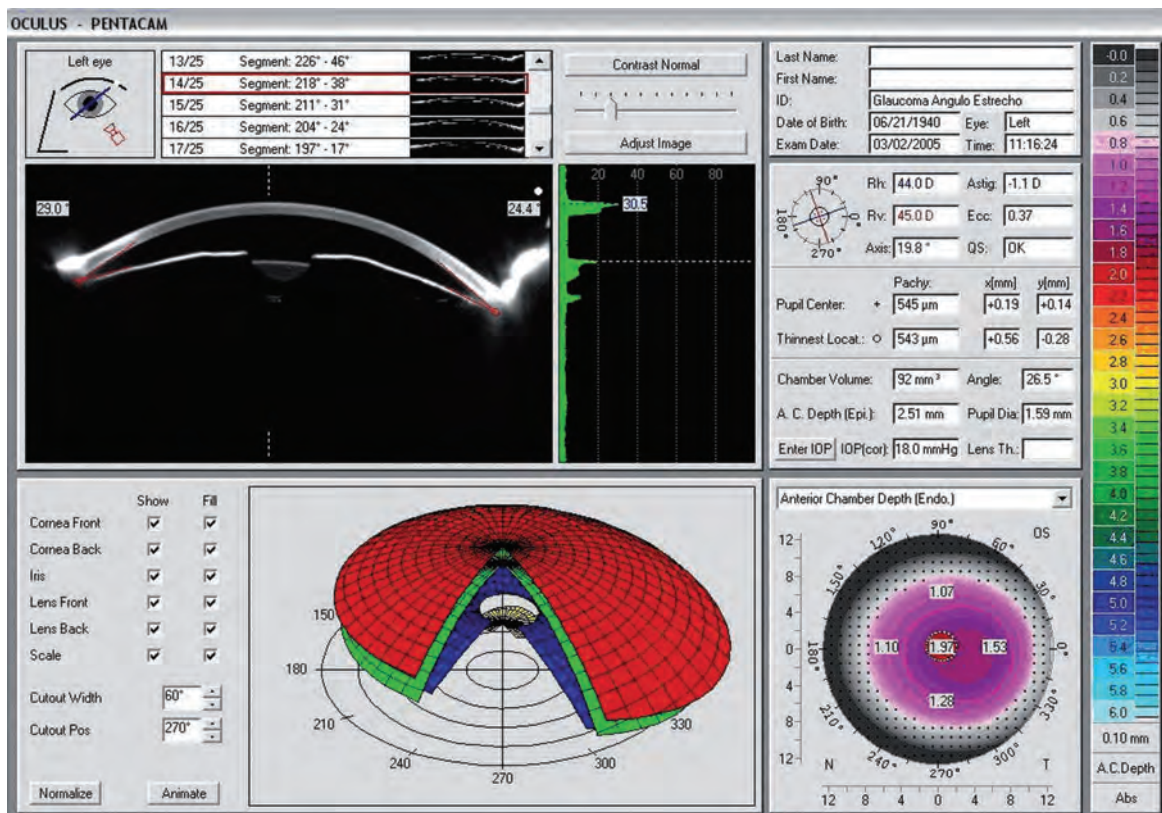 OCULUS - PENTACAM
Left eye
13/25 Segment: 226° - 46°
14/25 Segment: 218° - 38°
15/25 Segment: 211° - 31°
16/25 Segment: 204° - 24°
17/25 Segment: 197° - 17°
Contrast Normal
Adjust Image
29.0 °
24.4 °
20 40 60 80
30.5
Last Name:
First Name:
ID: Glaucoma Angulo Estrecho
Date of Birth: 06/21/1940 Eye: Left
Exam Date: 03/02/2005 Time: 11:16:24
90°
180°
0°
270°
Rh: 44.0 D Astig: -1.1 D
Rv: 45.0 D Ecc: 0.37
Axis: 19.8 ° QS: OK
Pachy: x[mm] y[mm]
Pupil Center: + 545 µm +0.19 +0.14
Thinnest Locat.: O 543 µm +0.56 -0.28
Chamber Volume: 92 mm³ Angle: 26.5 °
A. C. Depth (Epi.): 2.51 mm Pupil Dia: 1.59 mm
Enter IOP IOP(cor): 18.0 mmHg Lens Th.:
Show Fill
Cornea Front
Cornea Back
Iris
Lens Front
Lens Back
Scale
Cutout Width 60°
Cutout Pos 270°
Normalize Animate
150
180
210
240
270
300
330
Anterior Chamber Depth (Endo.)
OS
90°
120°
60°
150°
30°
180°
0°
210°
330°
240°
300°
270°
12
8
4
0
4
8
12
1.07
1.10
1.97
1.53
1.28
N T
12 8 4 0 4 8 12
-0.0
0.2
0.4
0.6
0.8
1.0
1.2
1.4
1.6
1.8
2.0
2.2
2.4
2.6
2.8
3.0
3.2
3.4
3.6
3.8
4.0
4.2
4.4
4.6
4.8
5.0
5.2
5.4
5.6
5.8
6.0
0.10 mm
A.C.Depth
Abs